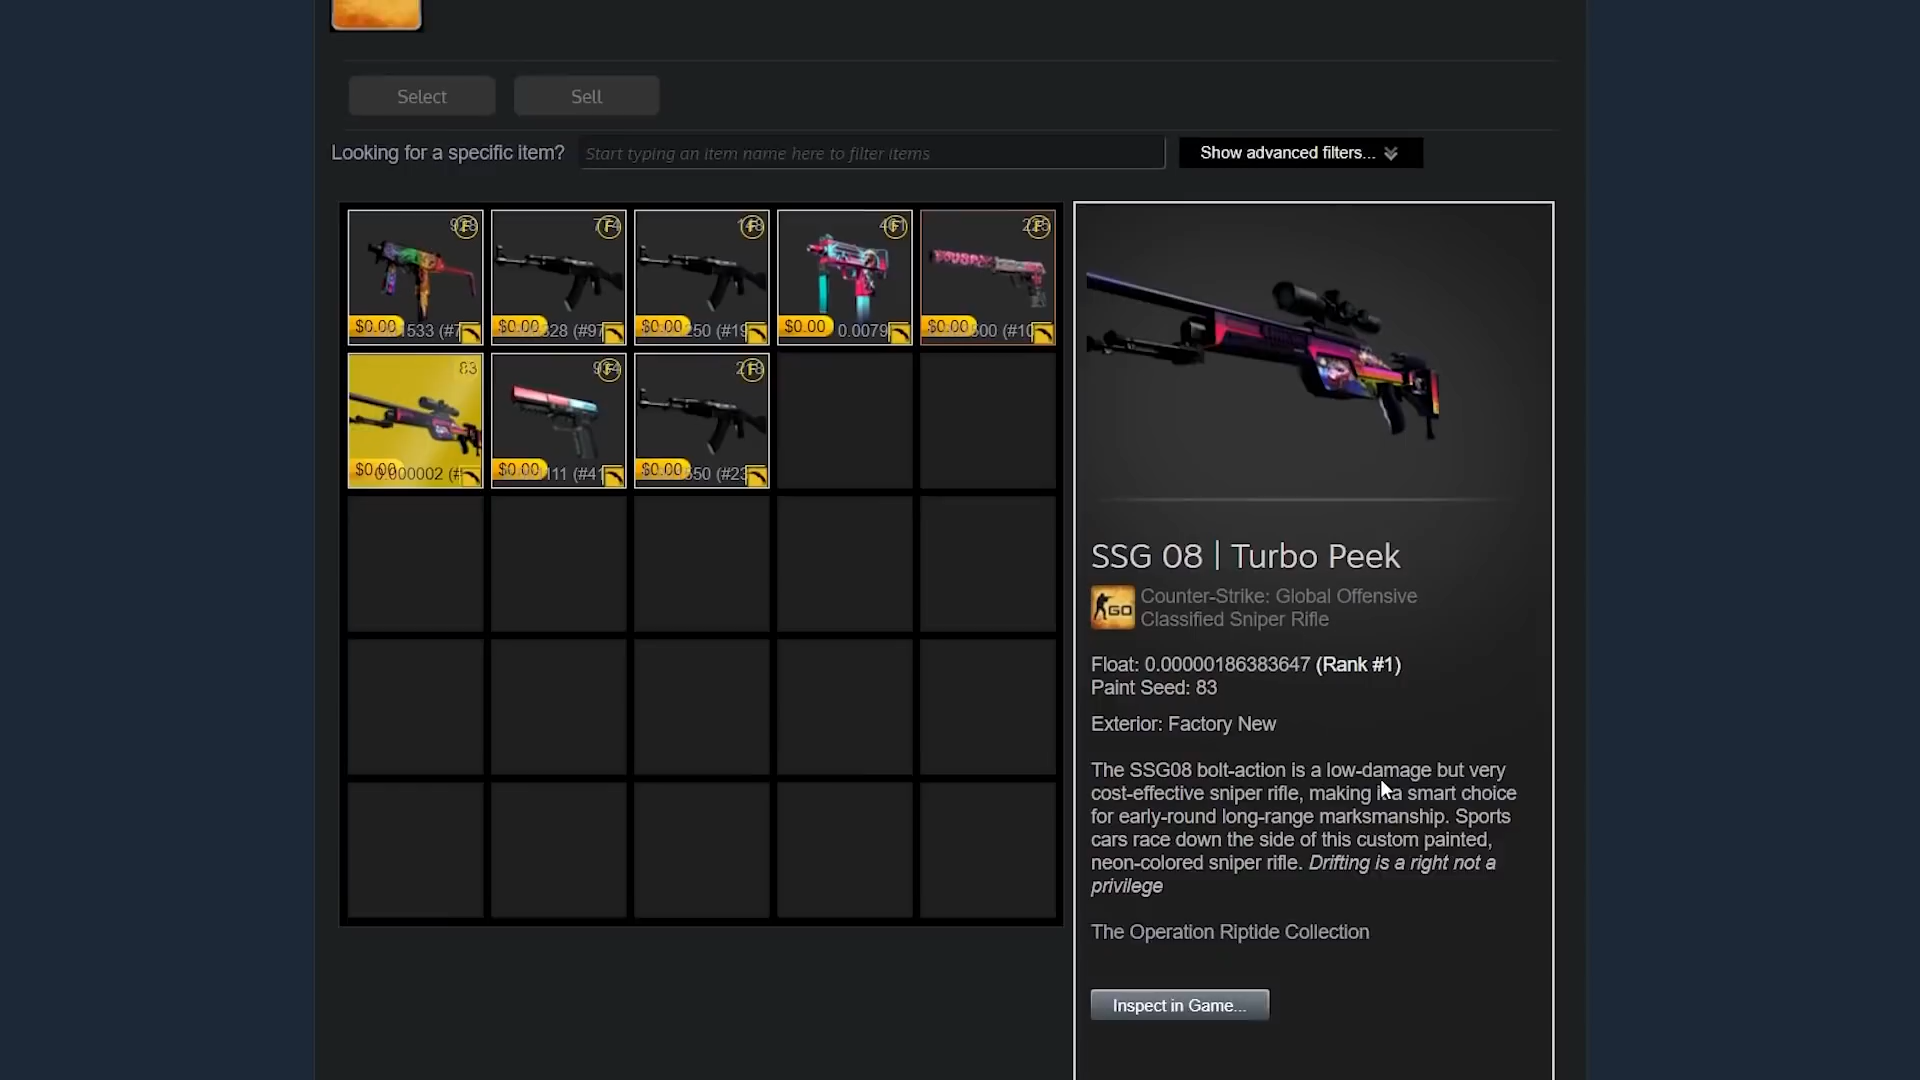 Select
Sell
Looking for a specific item?
Start typing an item name here to filter items
Show advanced filters...
$0.00
1533 (#7
$0.00
$0.00
$0.00
0.0079
$0.00
83
$0.00
0.000002 (#
$0.00
$0.00
SSG 08 | Turbo Peek
GO
Counter-Strike: Global Offensive
Classified Sniper Rifle
Float: 0.00000186383647 (Rank #1)
Paint Seed: 83
Exterior: Factory New
The SSG08 bolt-action is a low-damage but very
cost-effective sniper rifle, making a smart choice
for early-round long-range marksmanship. Sports
cars race down the side of this custom painted,
neon-colored sniper rifle. Drifting is a right not a
privilege
The Operation Riptide Collection
Inspect in Game...